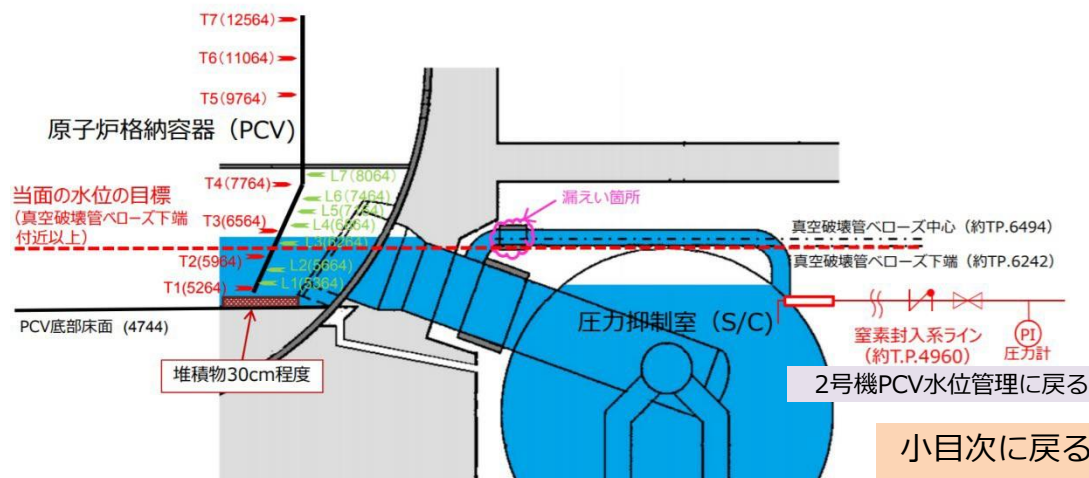 T7(12564)
T6(11064)
T5(9764)
原子炉格納容器（PCV)
L7(8064)
T4(7764)
当面の水位の目標
(真空破壊管ベローズ下端
付近以上)
L6(7464)
T3(6564)
漏えい箇所
真空破壊管ベローズ中心（約TP.6494）
真空破壊管ベローズ下端（約TP.6242）
T2(5964)
L2(5664)
L1(5364)
T1(5264)
PCV底部床面（4744）
堆積物30cm程度
圧力抑制室（S/C)
窒素封入系ライン
(約T.P.4960)
PI
圧力計
2号機PCV水位管理に戻る
小目次に戻る